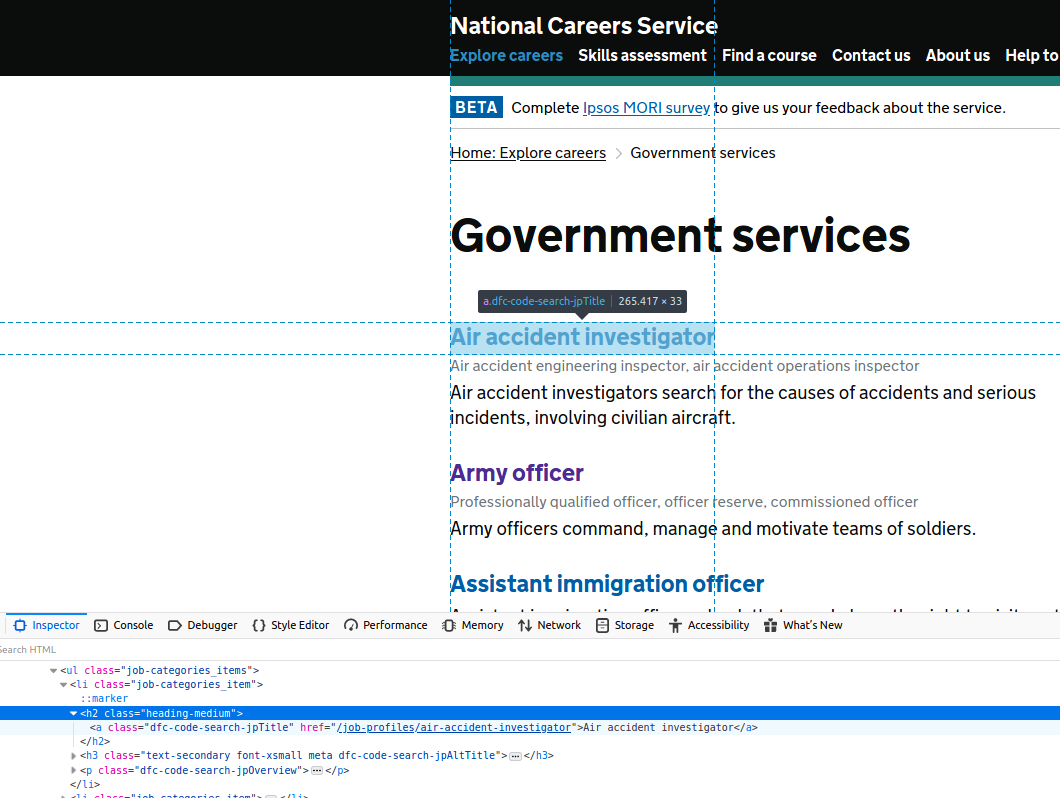 National Careers Service
Explore careers Skills assessment Find a course Contact us About us Help to
BETA Complete Ipsos MORI survey to give us your feedback about the service.
Home: Explore careers Government services
Government services
a.dfc-code-search-jpTitle 265.417 × 33
Air accident investigator
Air accident engineering inspector, air accident operations inspector
Air accident investigators search for the causes of accidents and serious
incidents, involving civilian aircraft.
Army officer
Professionally qualified officer, officer reserve, commissioned officer
Army officers command, manage and motivate teams of soldiers.
Assistant immigration officer
Inspector Console Debugger {} Style Editor Performance Memory Network Storage Accessibility What's New
Search HTML
<ul class="job-categories_items">
<li class="job-categories_item">
::marker
<h2 class="heading-medium">
<a class="dfc-code-search-jpTitle" href="/job-profiles/air-accident-investigator">Air accident investigator</a>
</h2>
<h3 class="text-secondary font-xsmall meta dfc-code-search-jpAltTitle">…</h3>
<p class="dfc-code-search-jpOverview">…</p>
</li>
<li class="job-categories_item">…</li>